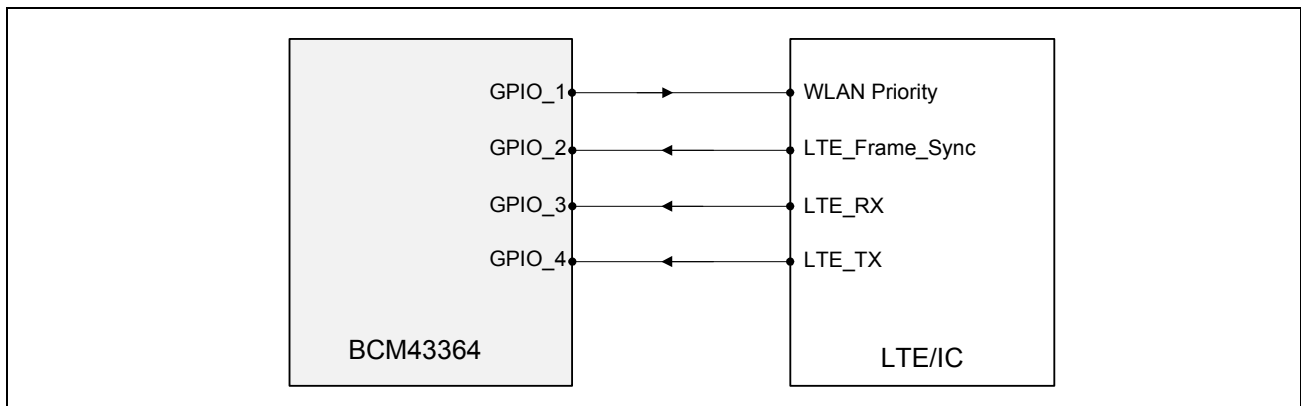 GPIO_1 WLAN Priority
GPIO_2 LTE_Frame_Sync
GPIO_3 LTE_RX
GPIO_4 LTE_TX
BCM43364 LTE/IC